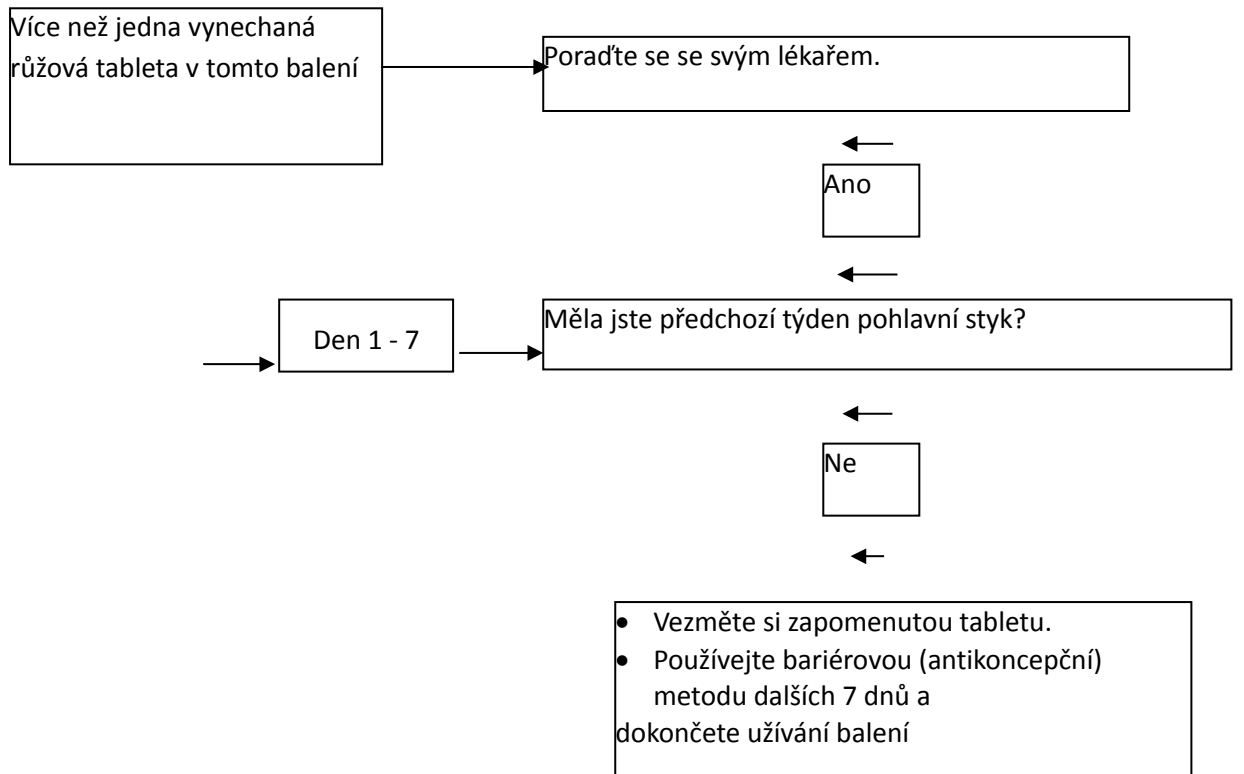 Více než jedna vynechaná
růžová tableta v tomto balení
Poraďte se se svým lékařem.
Ano
Den 1 - 7
Měla jste předchozí týden pohlavní styk?
Ne
• Vezměte si zapomenutou tabletu.
• Používejte bariérovou (antikoncepční)
metodu dalších 7 dnů a
dokončete užívání balení